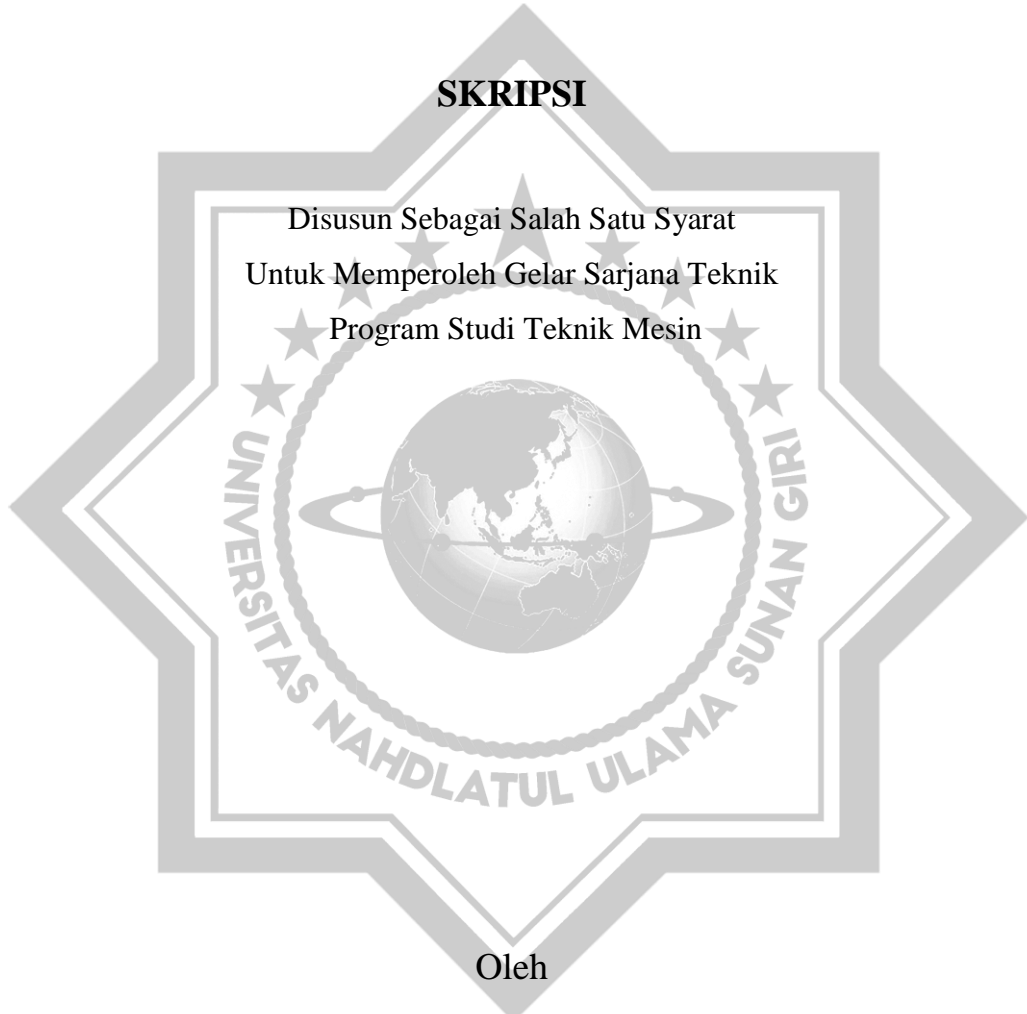 SKRIPSI
Disusun Sebagai Salah Satu Syarat
Untuk Memperoleh Gelar Sarjana Teknik
Program Studi Teknik Mesin
UNIVERSITAS NAHDLATUL ULAMA SUNAN GIRI
Oleh